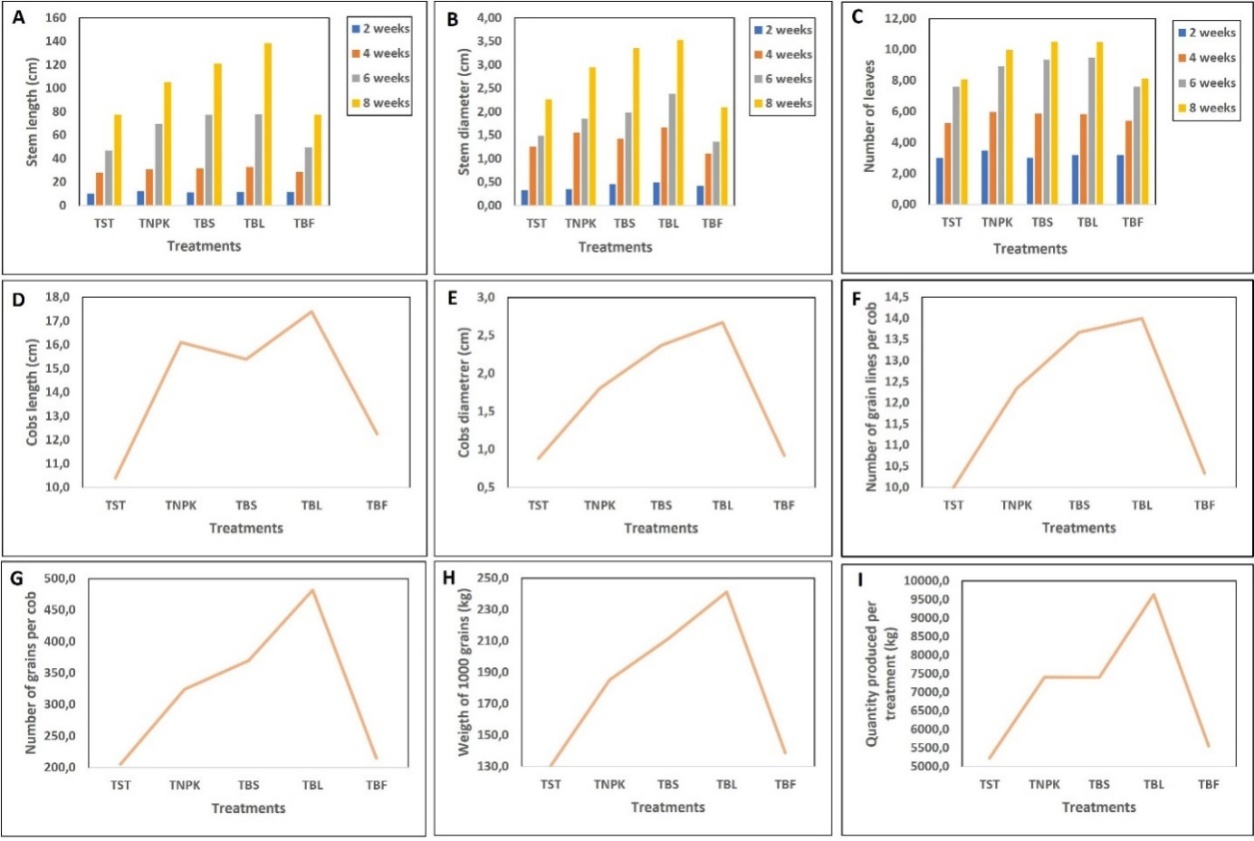 A
Stem length (cm)
160
140
120
100
80
60
40
20
0
TST TNPK TBS TBL TBF
Treatments
2 weeks
4 weeks
6 weeks
8 weeks
B
Stem diameter (cm)
4,00
3,50
3,00
2,50
2,00
1,50
1,00
0,50
0,00
TST TNPK TBS TBL TBF
Treatments
2 weeks
4 weeks
6 weeks
8 weeks
C
Number of leaves
12,00
10,00
8,00
6,00
4,00
2,00
0,00
TST TNPK TBS TBL TBF
Treatments
2 weeks
4 weeks
6 weeks
8 weeks
D
Cobs length (cm)
18,0
17,0
16,0
15,0
14,0
13,0
12,0
11,0
10,0
TST TNPK TBS TBL TBF
Treatments
E
Cobs diametrer (cm)
3,0
2,5
2,0
1,5
1,0
0,5
TST TNPK TBS TBL TBF
Treatments
F
Number of grain lines per cob
14,5
14,0
13,5
13,0
12,5
12,0
11,5
11,0
10,5
10,0
TST TNPK TBS TBL TBF
Treatments
G
Number of grains per cob
500,0
450,0
400,0
350,0
300,0
250,0
200,0
TST TNPK TBS TBL TBF
Treatments
H
Weigth of 1000 grains (kg)
250,0
230,0
210,0
190,0
170,0
150,0
130,0
TST TNPK TBS TBL TBF
Treatments
I
Quantity produced per
treatment (kg)
10000,0
9500,0
9000,0
8500,0
8000,0
7500,0
7000,0
6500,0
6000,0
5500,0
5000,0
TST TNPK TBS TBL TBF
Treatments